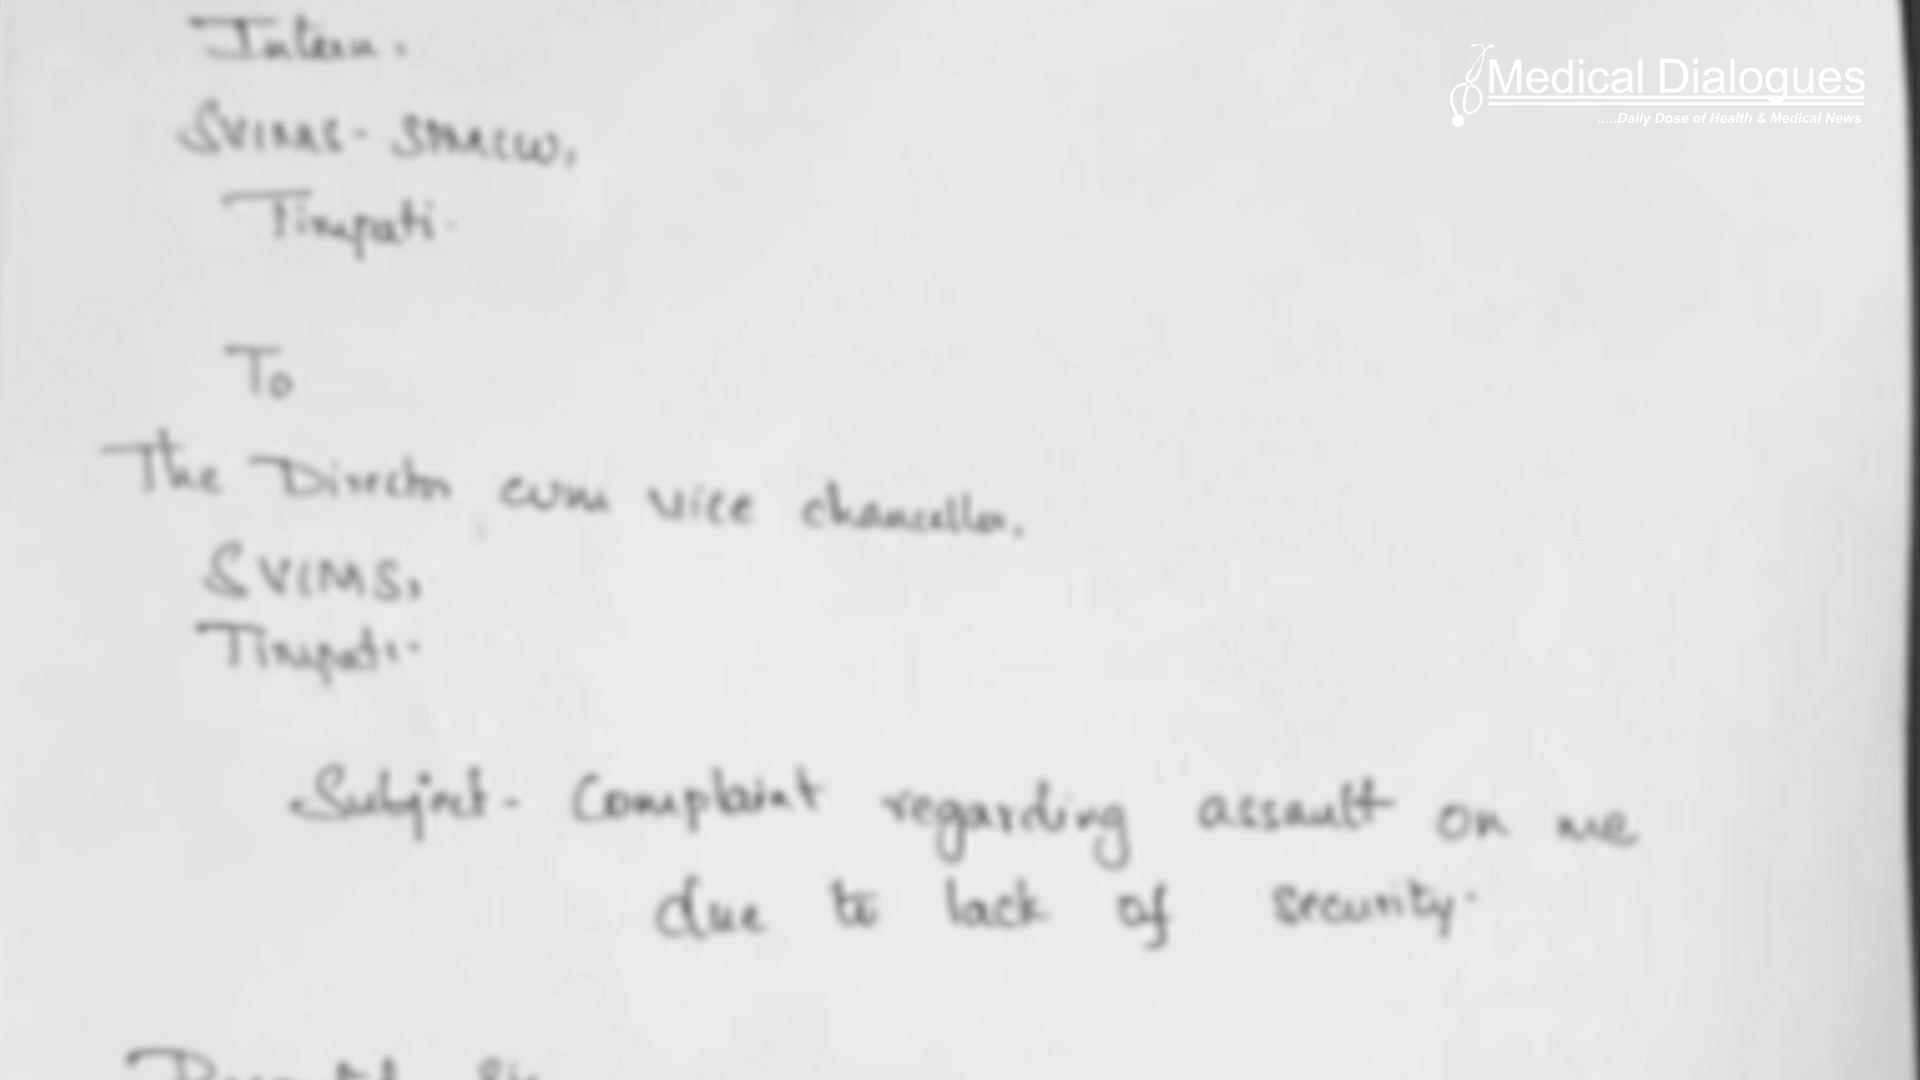 Intern.
SVIMS - SPMCW,
Tirupati.
Medical Dialogues
.....Daily Dose of Health & Medical News
To
The Director cum vice chancellor.
SVIMS,
Tirupati.
Subject - Complaint regarding assault on me
due to lack of security.